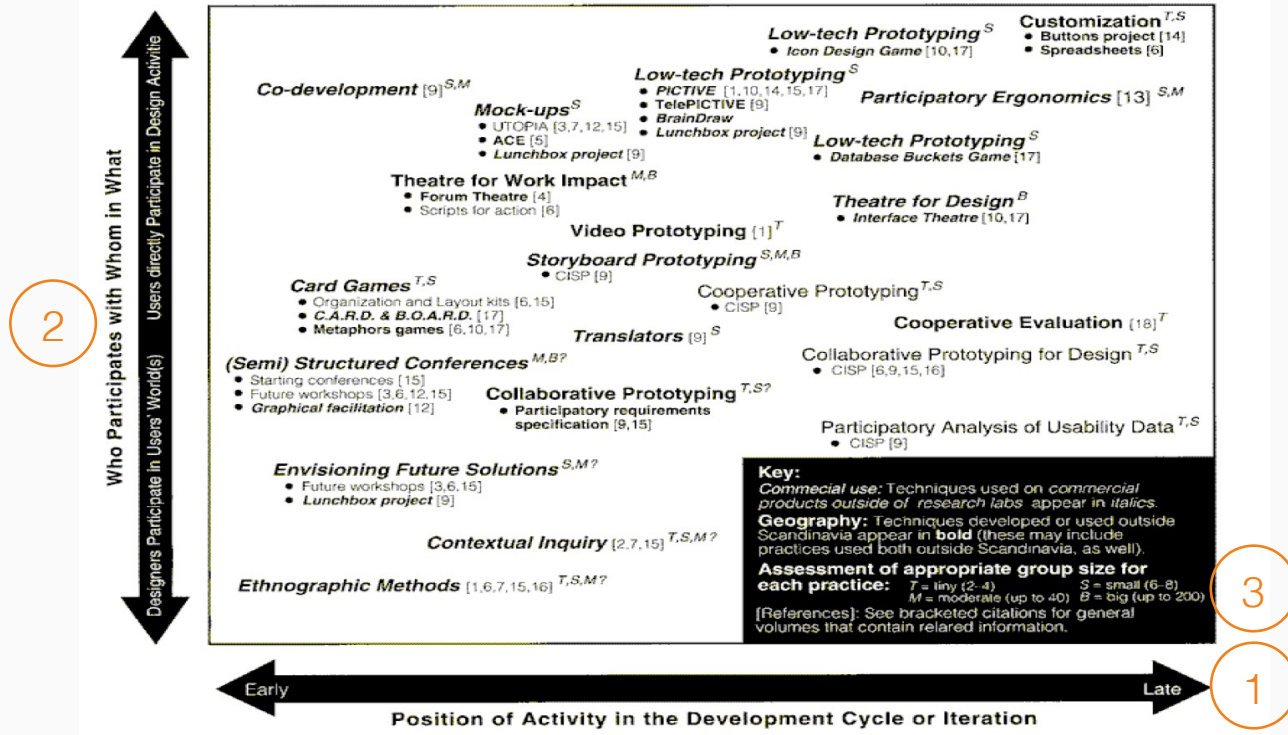 Who Participates with Whom in What
Users directly Participate in Design Activitie
Designers Participate in Users' World(s)
2
Co-development [9] S,M
Mock-ups S
• UTOPIA [3,7,12,15]
• ACE [5]
• Lunchbox project [9]
Low-tech Prototyping S
• Icon Design Game [10,17]
Customization T,S
• Buttons project [14]
• Spreadsheets [6]
Low-tech Prototyping S
• PICTIVE [1,10,14,15,17]
• TelePICTIVE [9]
• BrainDraw
• Lunchbox project [9]
Participatory Ergonomics [13] S,M
Low-tech Prototyping S
• Database Buckets Game [17]
Theatre for Work Impact M,B
• Forum Theatre [4]
• Scripts for action [6]
Theatre for Design B
• Interface Theatre [10,17]
Video Prototyping [1] T
Storyboard Prototyping S,M,B
• CISP [9]
Card Games T,S
• Organization and Layout kits [6,15]
• C.A.R.D. & B.O.A.R.D. [17]
• Metaphors games [6,10,17]
Cooperative Prototyping T,S
• CISP [9]
Translators [9] S
Cooperative Evaluation [18] T
(Semi) Structured Conferences M,B?
• Starting conferences [15]
• Future workshops [3,6,12,15]
• Graphical facilitation [12]
Collaborative Prototyping for Design T,S
• CISP [6,9,15,16]
Collaborative Prototyping T,S?
• Participatory requirements
specification [9,15]
Participatory Analysis of Usability Data T,S
• CISP [9]
Envisioning Future Solutions S,M?
• Future workshops [3,6,15]
• Lunchbox project [9]
Contextual Inquiry [2,7,15] T,S,M?
Ethnographic Methods [1,6,7,15,16] T,S,M?
Key:
Commecial use: Techniques used on commercial
products outside of research labs appear in italics.
Geography: Techniques developed or used outside
Scandinavia appear in bold (these may include
practices used both outside Scandinavia, as well).
Assessment of appropriate group size for
each practice: T = tiny (2–4) S = small (6–8)
M = moderate (up to 40) B = big (up to 200)
[References]: See bracketed citations for general
volumes that contain relared information.
3
Early Late
1
Position of Activity in the Development Cycle or Iteration